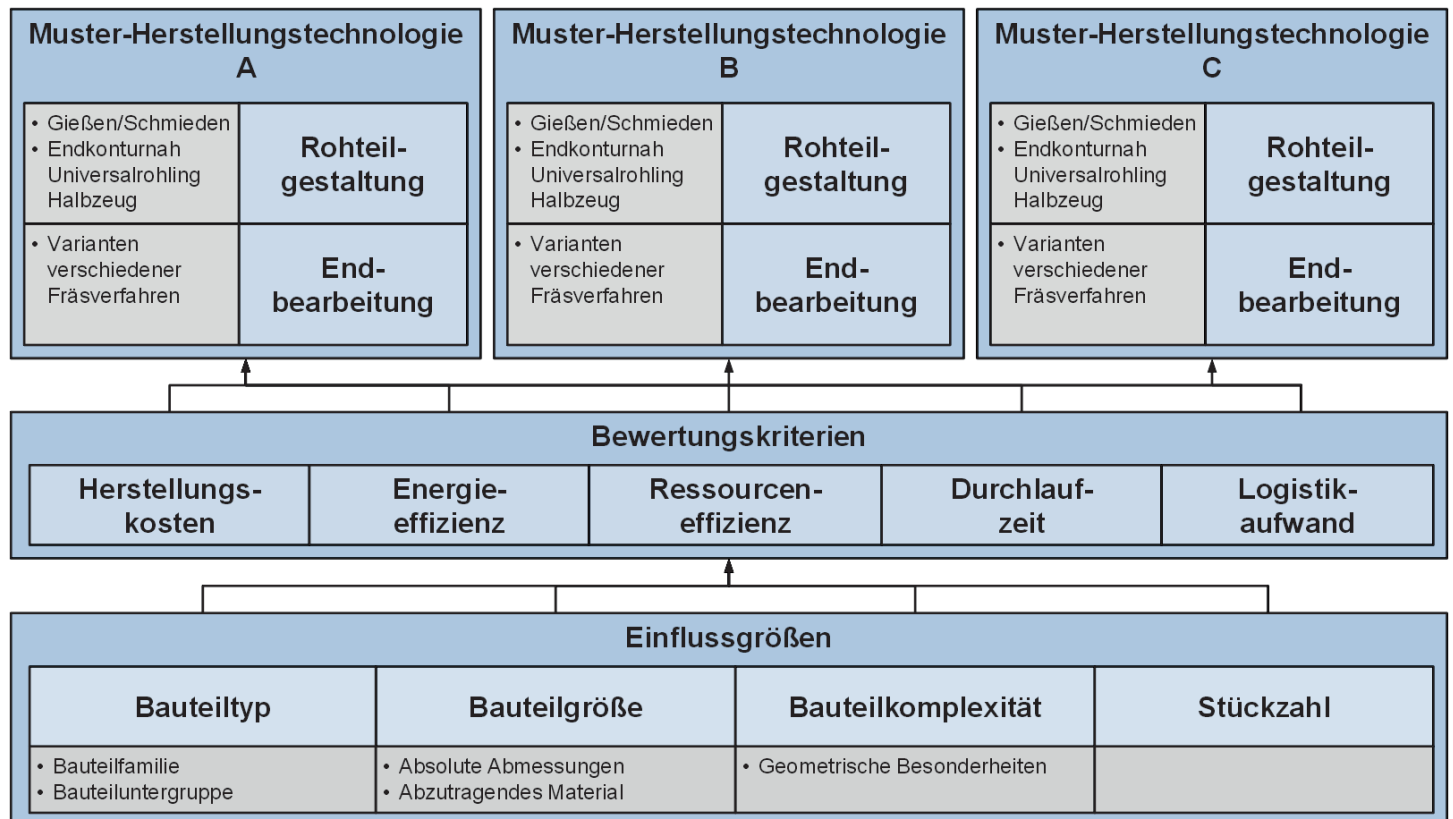 Muster-Herstellungstechnologie
A
• Gießen/Schmieden
• Endkonturnah
Universalrohling
Halbzeug
Rohteil-
gestaltung
• Varianten
verschiedener
Fräsverfahren
End-
bearbeitung
Muster-Herstellungstechnologie
B
• Gießen/Schmieden
• Endkonturnah
Universalrohling
Halbzeug
Rohteil-
gestaltung
• Varianten
verschiedener
Fräsverfahren
End-
bearbeitung
Muster-Herstellungstechnologie
C
• Gießen/Schmieden
• Endkonturnah
Universalrohling
Halbzeug
Rohteil-
gestaltung
• Varianten
verschiedener
Fräsverfahren
End-
bearbeitung
Bewertungskriterien
Herstellungs-
kosten
Energie-
effizienz
Ressourcen-
effizienz
Durchlauf-
zeit
Logistik-
aufwand
Einflussgrößen
Bauteiltyp
• Bauteilfamilie
• Bauteiluntergruppe
Bauteilgröße
• Absolute Abmessungen
• Abzutragendes Material
Bauteilkomplexität
• Geometrische Besonderheiten
Stückzahl